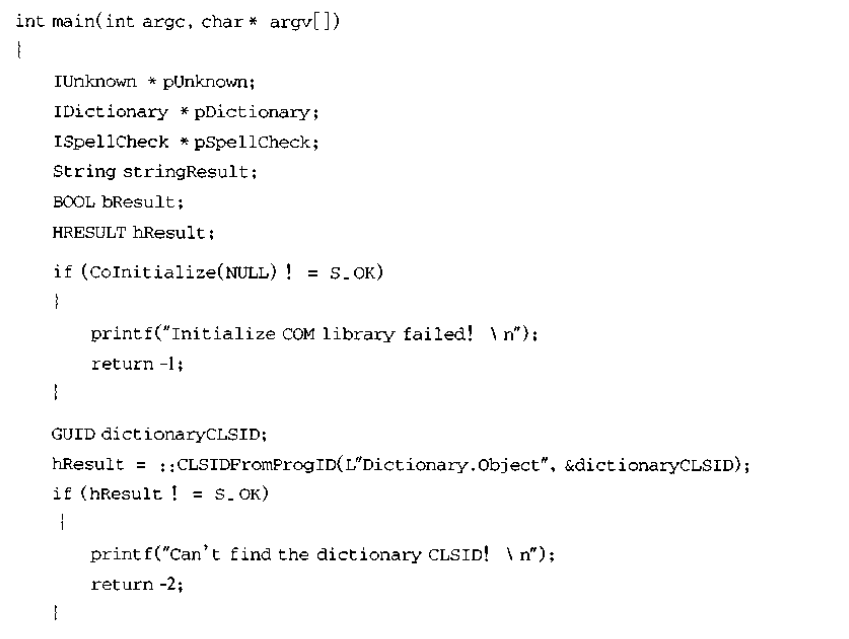 int main(int argc, char * argv[])
{
IUnknown * pUnknown;
IDictionary * pDictionary;
ISpellCheck * pSpellCheck;
String stringResult;
BOOL bResult;
HRESULT hResult;
if (CoInitialize(NULL) ! = S_OK)
{
printf("Initialize COM library failed! \n");
return -1;
}
GUID dictionaryCLSID;
hResult = ::CLSIDFromProgID(L"Dictionary.Object", &dictionaryCLSID);
if (hResult ! = S_OK)
{
printf("Can't find the dictionary CLSID! \n");
return -2;
}